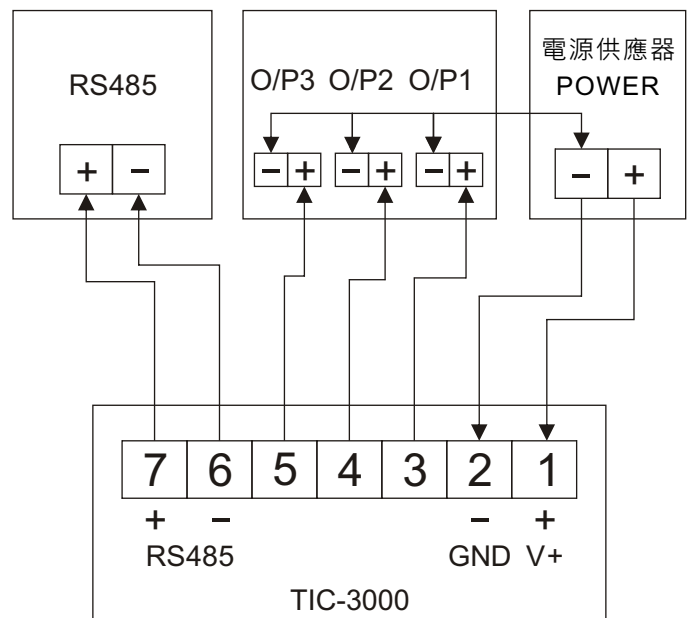 RS485
+ −
O/P3 O/P2 O/P1
− + − + − +
電源供應器
POWER
− +
7 6 5 4 3 2 1
+ − − +
RS485 GND V+
TIC-3000